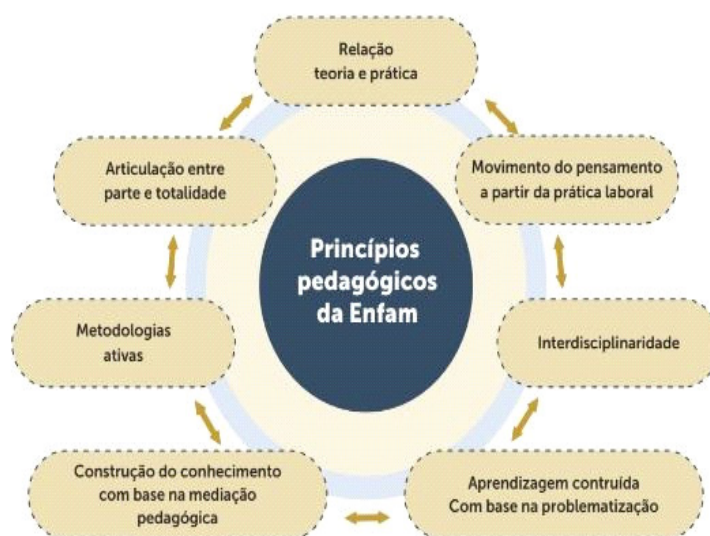 Relação
teoria e prática
Articulação entre
parte e totalidade
Movimento do pensamento
a partir da prática laboral
Princípios
pedagógicos
da Enfam
Metodologias
ativas
Interdisciplinaridade
Construção do conhecimento
com base na mediação
pedagógica
Aprendizagem contruída
Com base na problematização